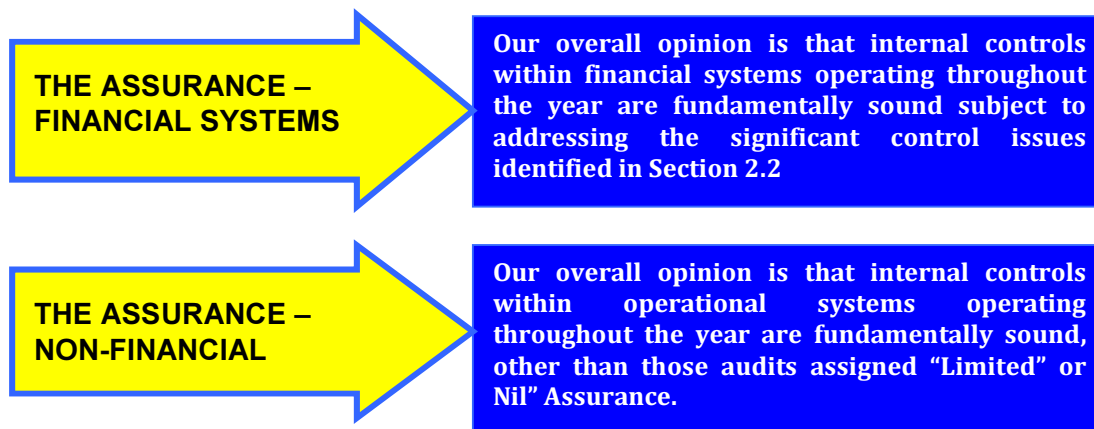 THE ASSURANCE –
FINANCIAL SYSTEMS
Our overall opinion is that internal controls
within financial systems operating throughout
the year are fundamentally sound subject to
addressing the significant control issues
identified in Section 2.2
THE ASSURANCE –
NON-FINANCIAL
Our overall opinion is that internal controls
within operational systems operating
throughout the year are fundamentally sound,
other than those audits assigned “Limited” or
Nil” Assurance.